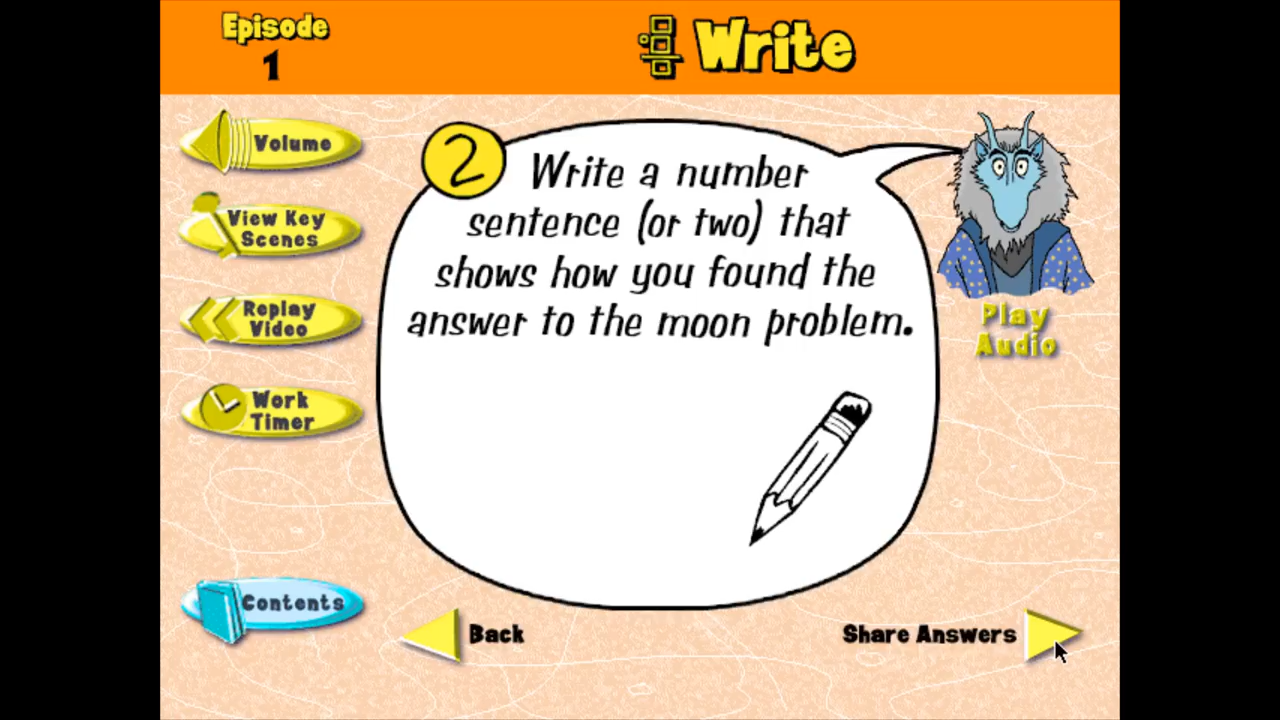 Episode
1
Write
Volume
View Key
Scenes
Replay
Video
Work
Timer
2
Write a number
sentence (or two) that
shows how you found the
answer to the moon problem.
Play
Audio
Contents
Back
Share Answers